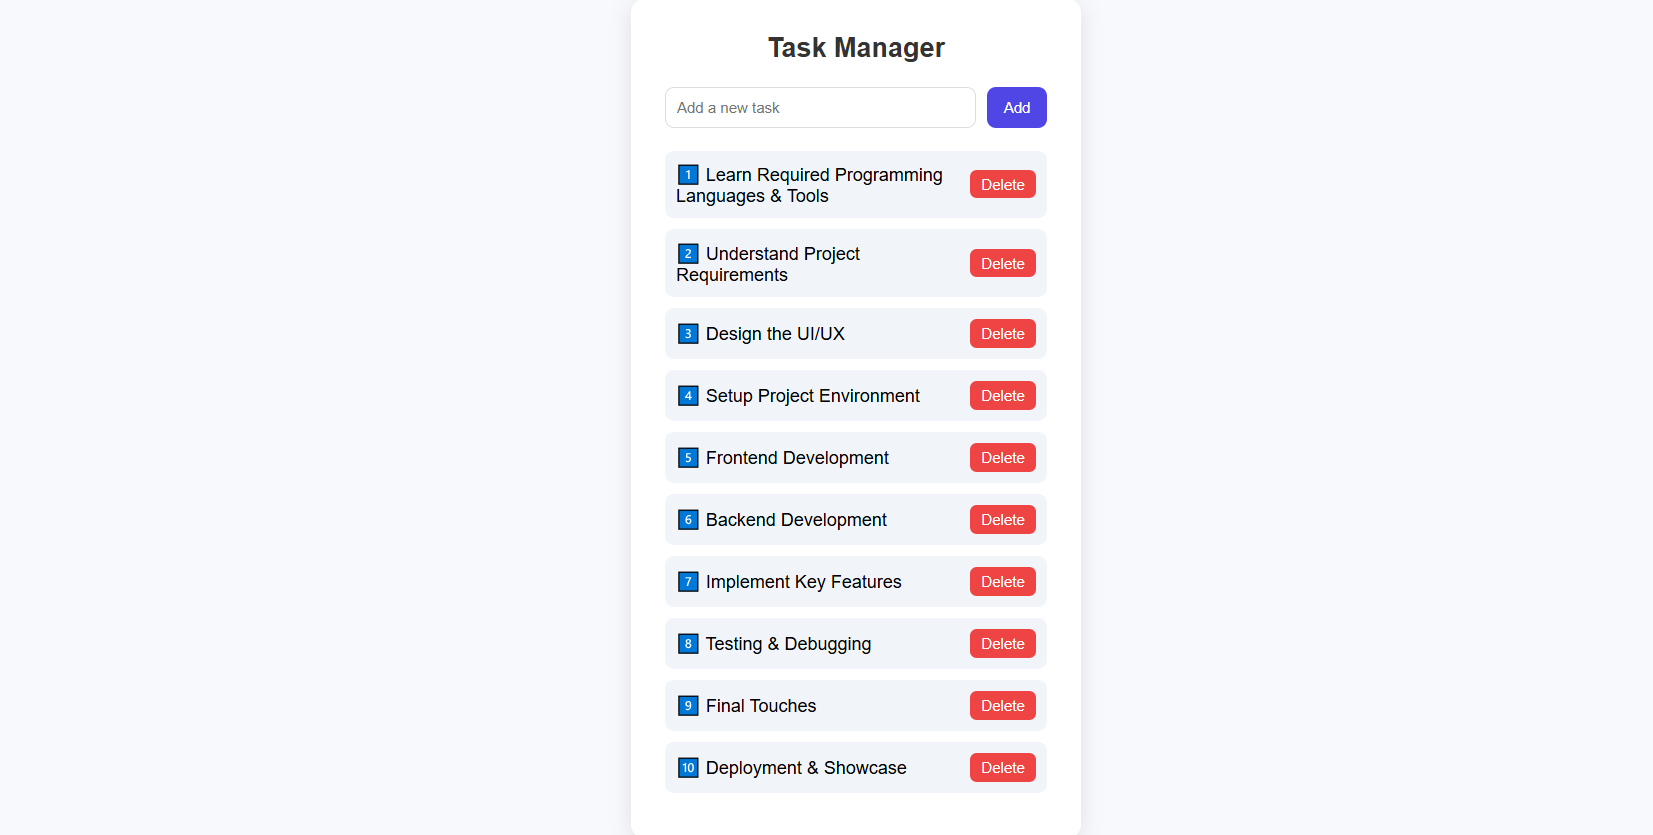 Task Manager
Add a new task
Add
1️⃣ Learn Required Programming
Languages & Tools
Delete
2️⃣ Understand Project
Requirements
Delete
3️⃣ Design the UI/UX
Delete
4️⃣ Setup Project Environment
Delete
5️⃣ Frontend Development
Delete
6️⃣ Backend Development
Delete
7️⃣ Implement Key Features
Delete
8️⃣ Testing & Debugging
Delete
9️⃣ Final Touches
Delete
🔟 Deployment & Showcase
Delete